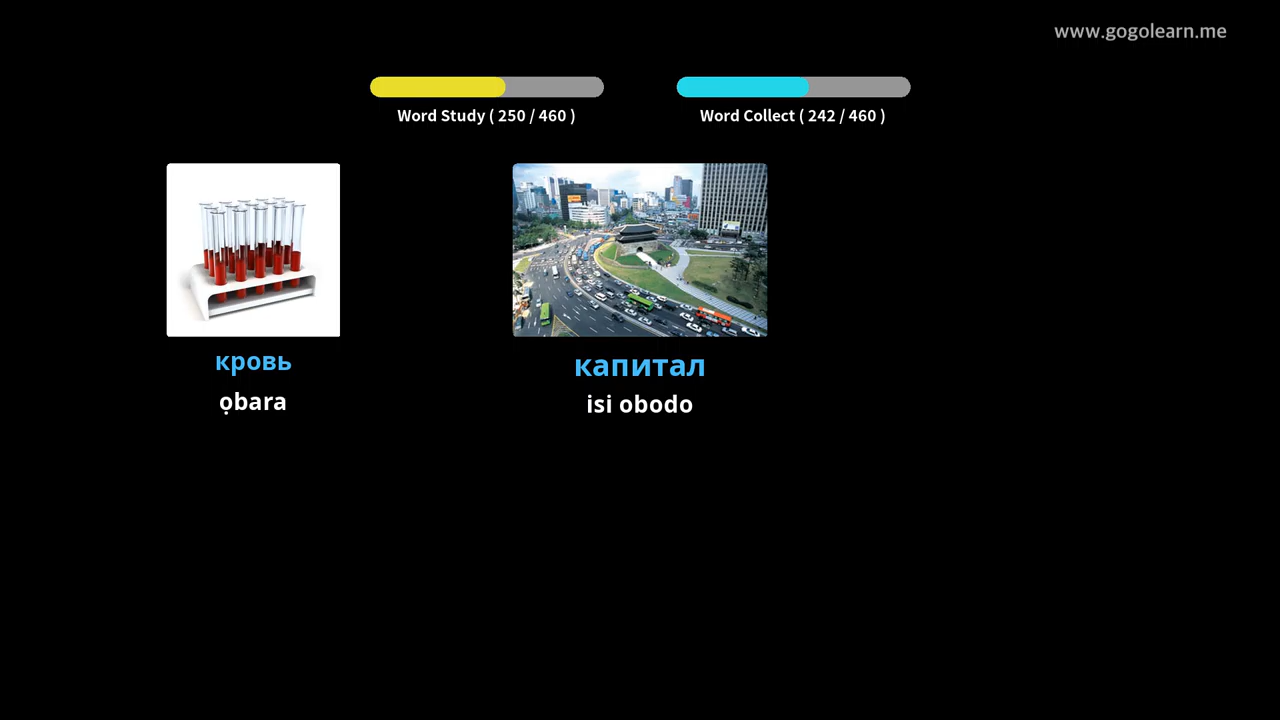 www.gogolearn.me
Word Study ( 250 / 460 )
Word Collect ( 242 / 460 )
кровь
ọbara
капитал
isi obodo